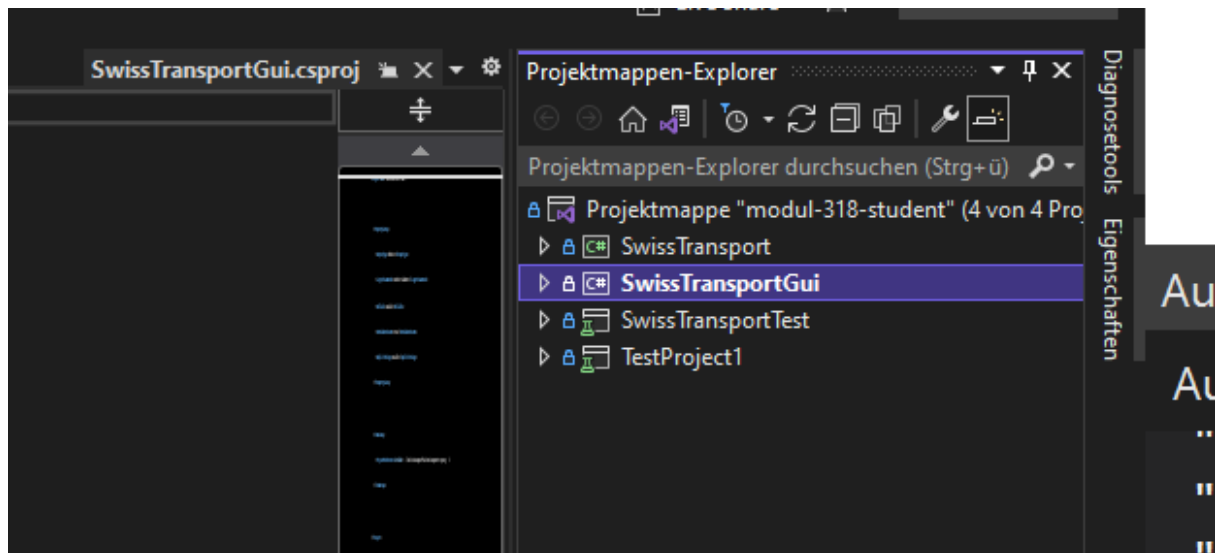 SwissTransportGui.csproj
Projektmappen-Explorer
Projektmappen-Explorer durchsuchen (Strg+ü)
Projektmappe "modul-318-student" (4 von 4 Pro
C# SwissTransport
C# SwissTransportGui
SwissTransportTest
TestProject1
Diagnosetools
Eigenschaften
Au
Au
"
"
"